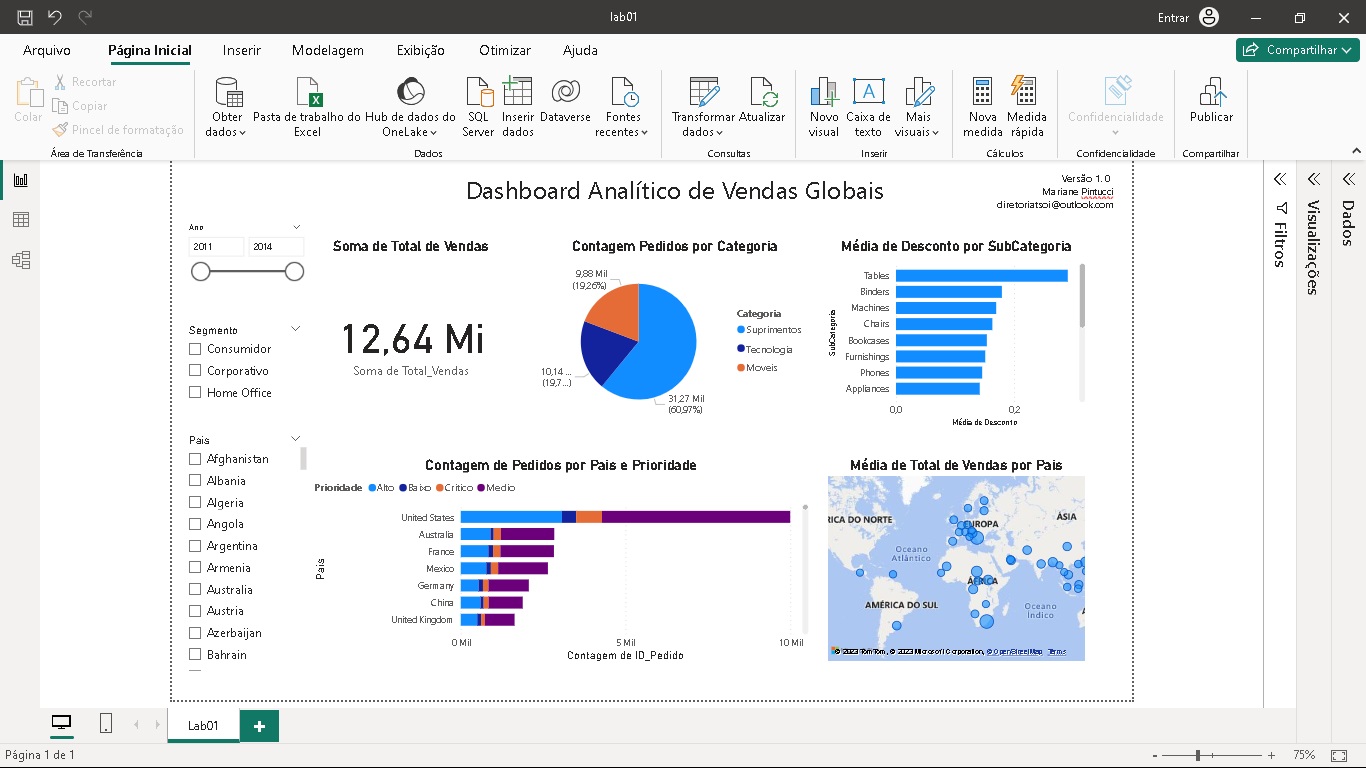 lab01
Entrar
Arquivo
Página Inicial
Inserir
Modelagem
Exibição
Otimizar
Ajuda
Compartilhar
Colar
Recortar
Copiar
Pincel de formatação
Área de Transferência
Obter
dados
Pasta de trabalho do
Excel
Hub de dados do
OneLake
SQL
Server
Inserir
dados
Dataverse
Fontes
recentes
Dados
Transformar
dados
Atualizar
Consultas
Novo
visual
Caixa de
texto
Mais
visuais
Inserir
Nova
medida
Medida
rápida
Cálculos
Confidencialidade
Confidencialidade
Publicar
Compartilhar
Dashboard Analítico de Vendas Globais
Versão 1.0
Mariane Pintucci
diretoriatsoi@outlook.com
Ano
2011
2014
Segmento
Consumidor
Corporativo
Home Office
Pais
Afghanistan
Albania
Algeria
Angola
Argentina
Armenia
Australia
Austria
Azerbaijan
Bahrain
Soma de Total de Vendas
12,64 Mi
Soma de Total_Vendas
Contagem Pedidos por Categoria
9,88 Mil
(19,26%)
10,14 ...
(19,7...)
31,27 Mil
(60,97%)
Categoria
Suprimentos
Tecnologia
Moveis
Média de Desconto por SubCategoria
SubCategoria
Tables
Binders
Machines
Chairs
Bookcases
Furnishings
Phones
Appliances
0,0
0,2
Média de Desconto
Contagem de Pedidos por Pais e Prioridade
Prioridade
Alto
Baixo
Critico
Medio
Pais
United States
Australia
France
Mexico
Germany
China
United Kingdom
0 Mil
5 Mil
10 Mil
Contagem de ID_Pedido
Média de Total de Vendas por Pais
RICA DO NORTE
EUROPA
ÁSIA
Oceano
Atlântico
ÁFRICA
AMÉRICA DO SUL
Oceano
Índico
© 2023 TomTom, © 2023 Microsoft Corporation, © OpenStreetMap Terms
Filtros
Visualizações
Dados
Lab01
Página 1 de 1
75%